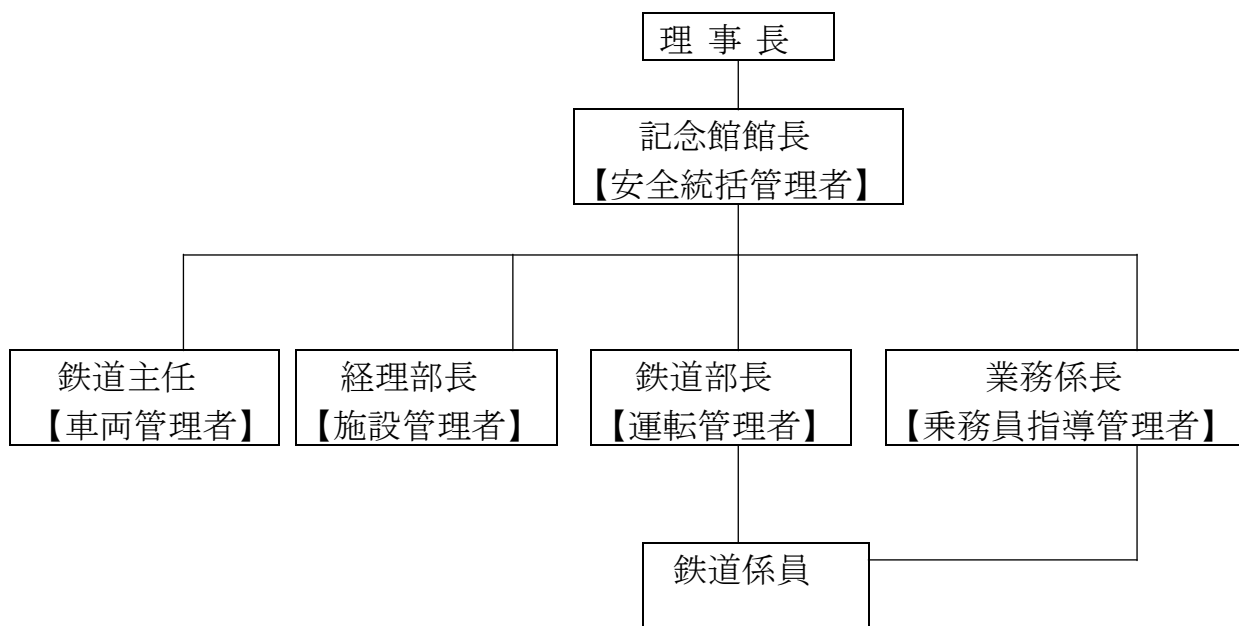 理 事 長
記念館館長
【安全統括管理者】
鉄道主任
【車両管理者】
経理部長
【施設管理者】
鉄道部長
【運転管理者】
業務係長
【乗務員指導管理者】
鉄道係員